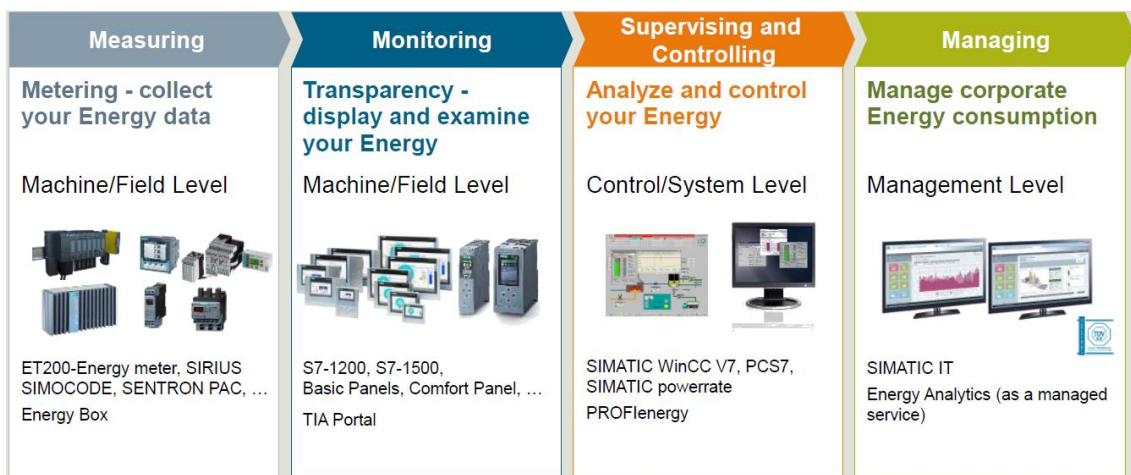 Measuring
Metering - collect
your Energy data
Machine/Field Level
ET200-Energy meter, SIRIUS
SIMOCODE, SENTRON PAC, …
Energy Box
Monitoring
Transparency -
display and examine
your Energy
Machine/Field Level
S7-1200, S7-1500,
Basic Panels, Comfort Panel, …
TIA Portal
Supervising and
Controlling
Analyze and control
your Energy
Control/System Level
SIMATIC WinCC V7, PCS7,
SIMATIC powerrate
PROFIenergy
Managing
Manage corporate
Energy consumption
Management Level
SIMATIC IT
Energy Analytics (as a managed
service)